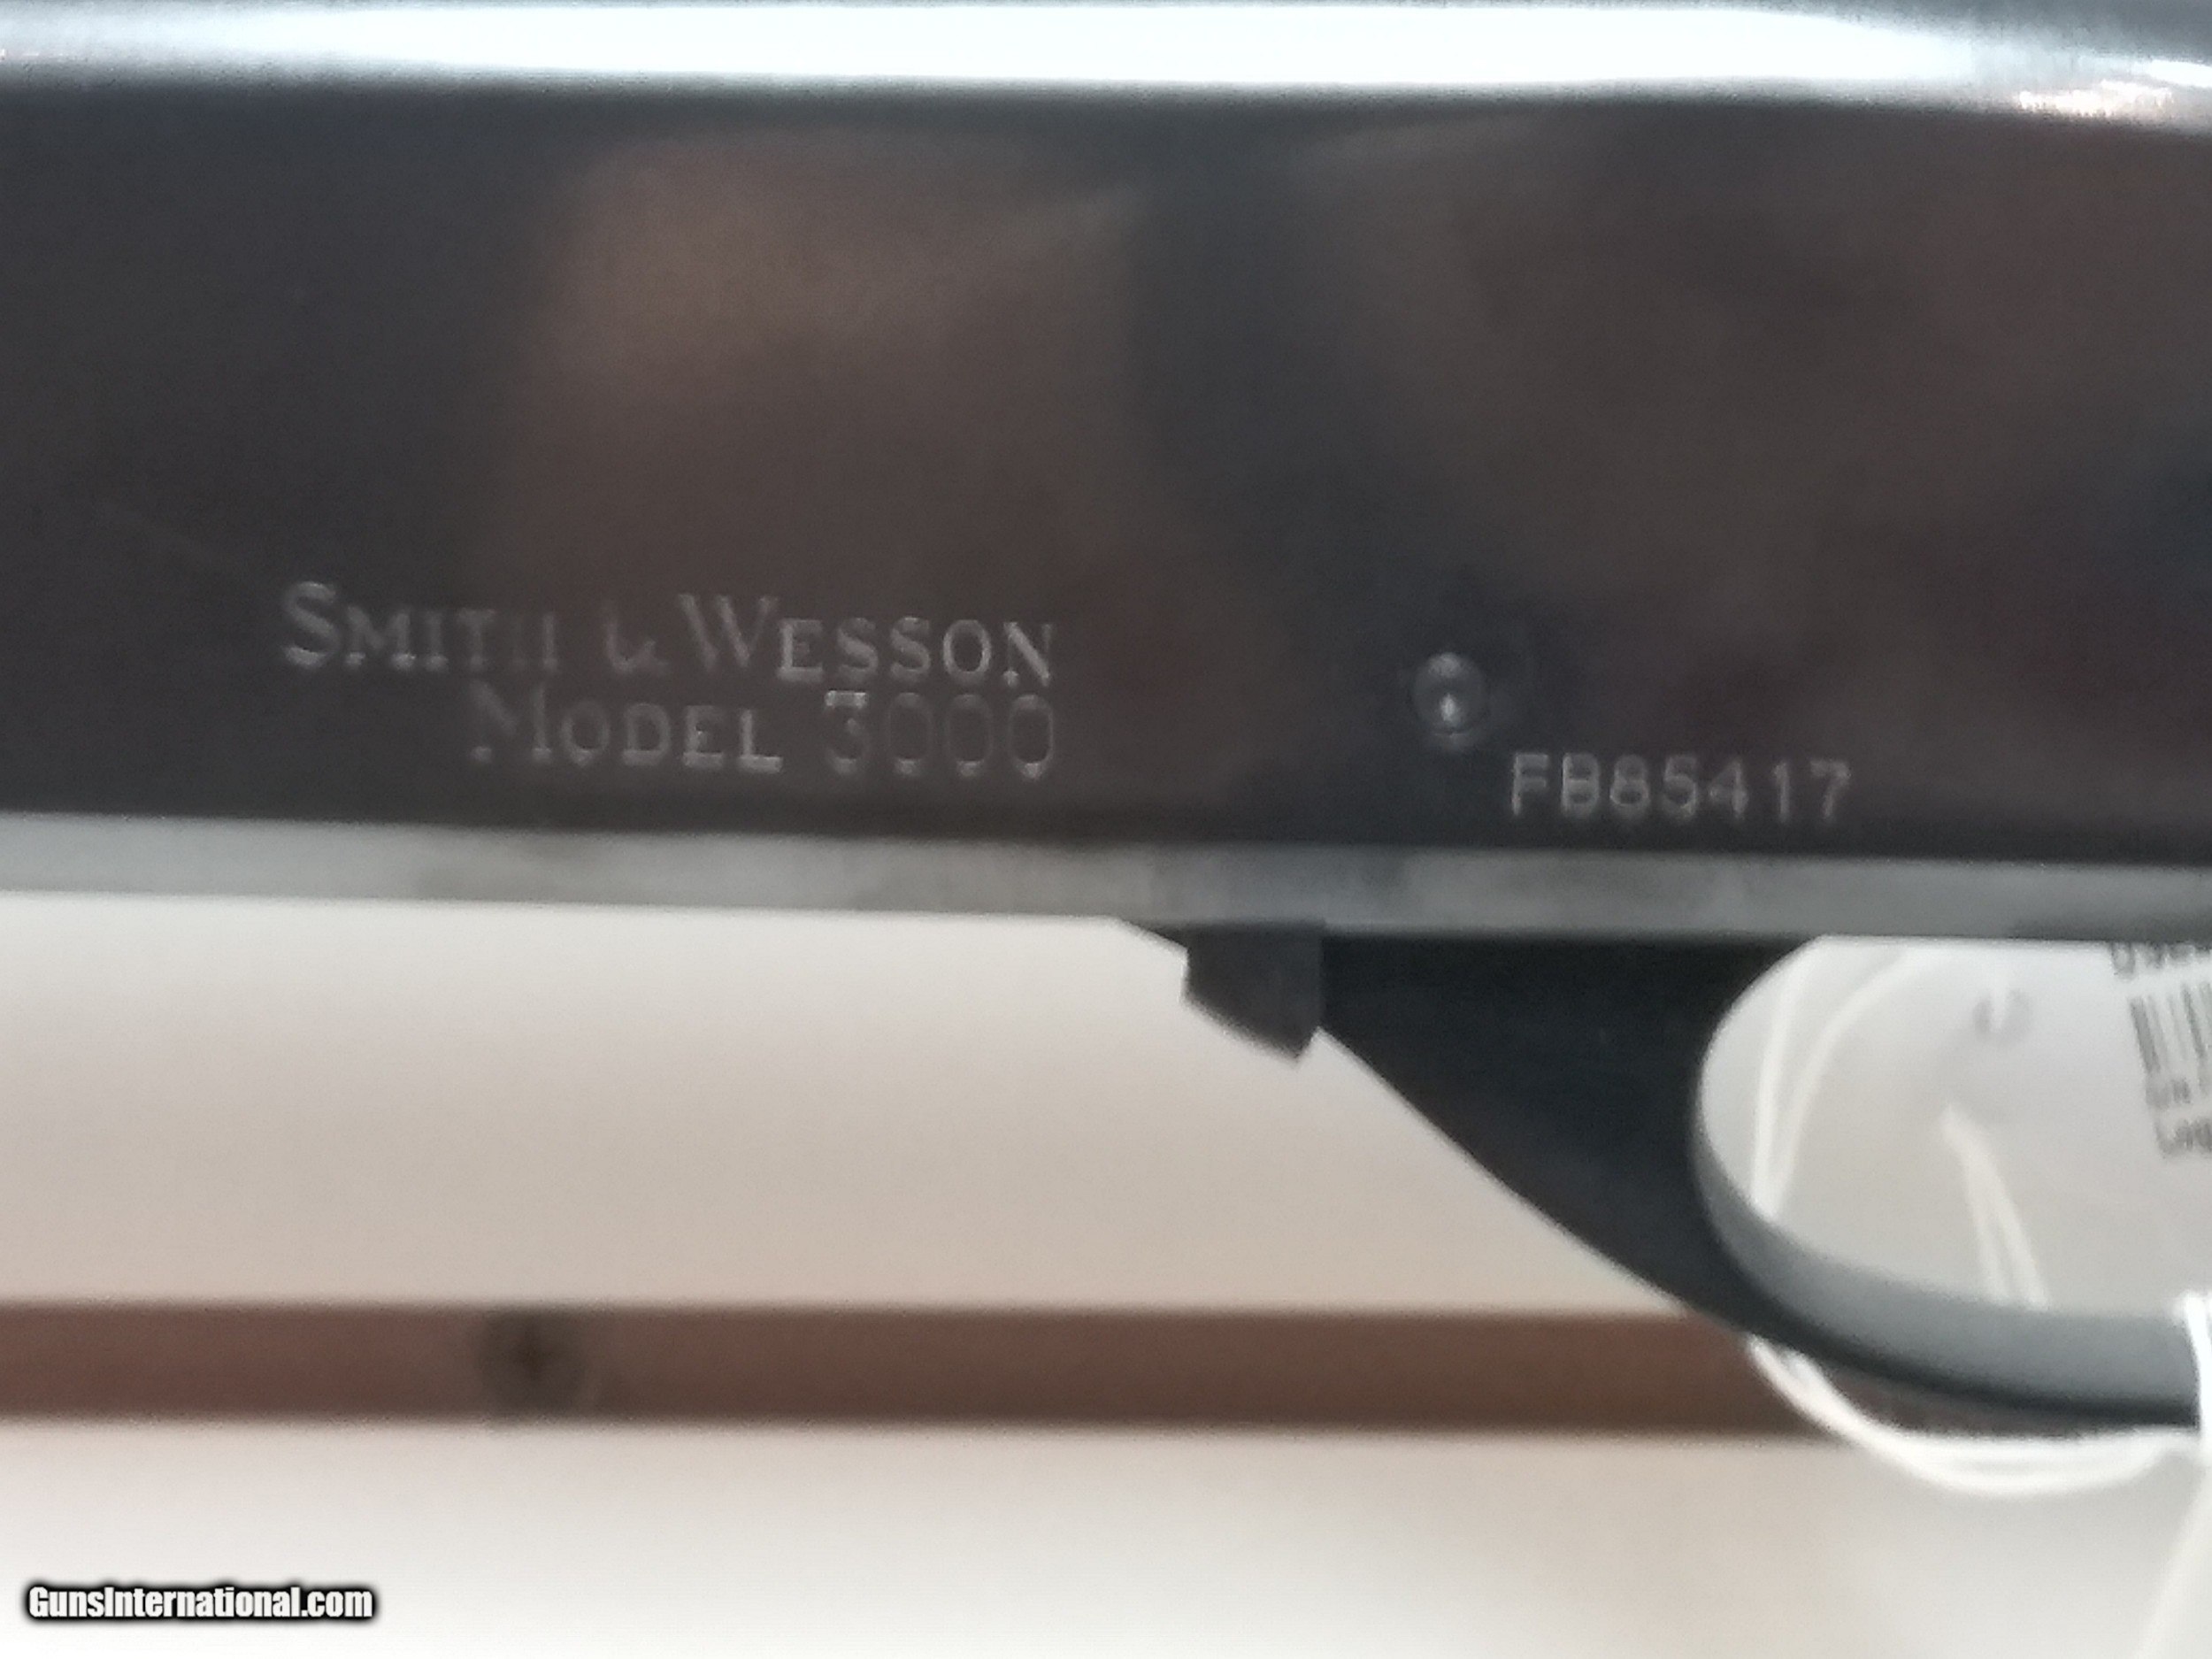 SMITH & WESSON
MODEL 3000
FB85417
GunsInternational.com